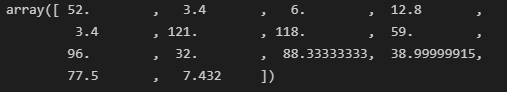 array([ 52.        ,   3.4       ,   6.        ,  12.8       ,
         3.4       , 121.        , 118.        ,  59.        ,
        96.        ,  32.        ,  88.33333333,  38.99999915,
        77.5       ,   7.432     ])